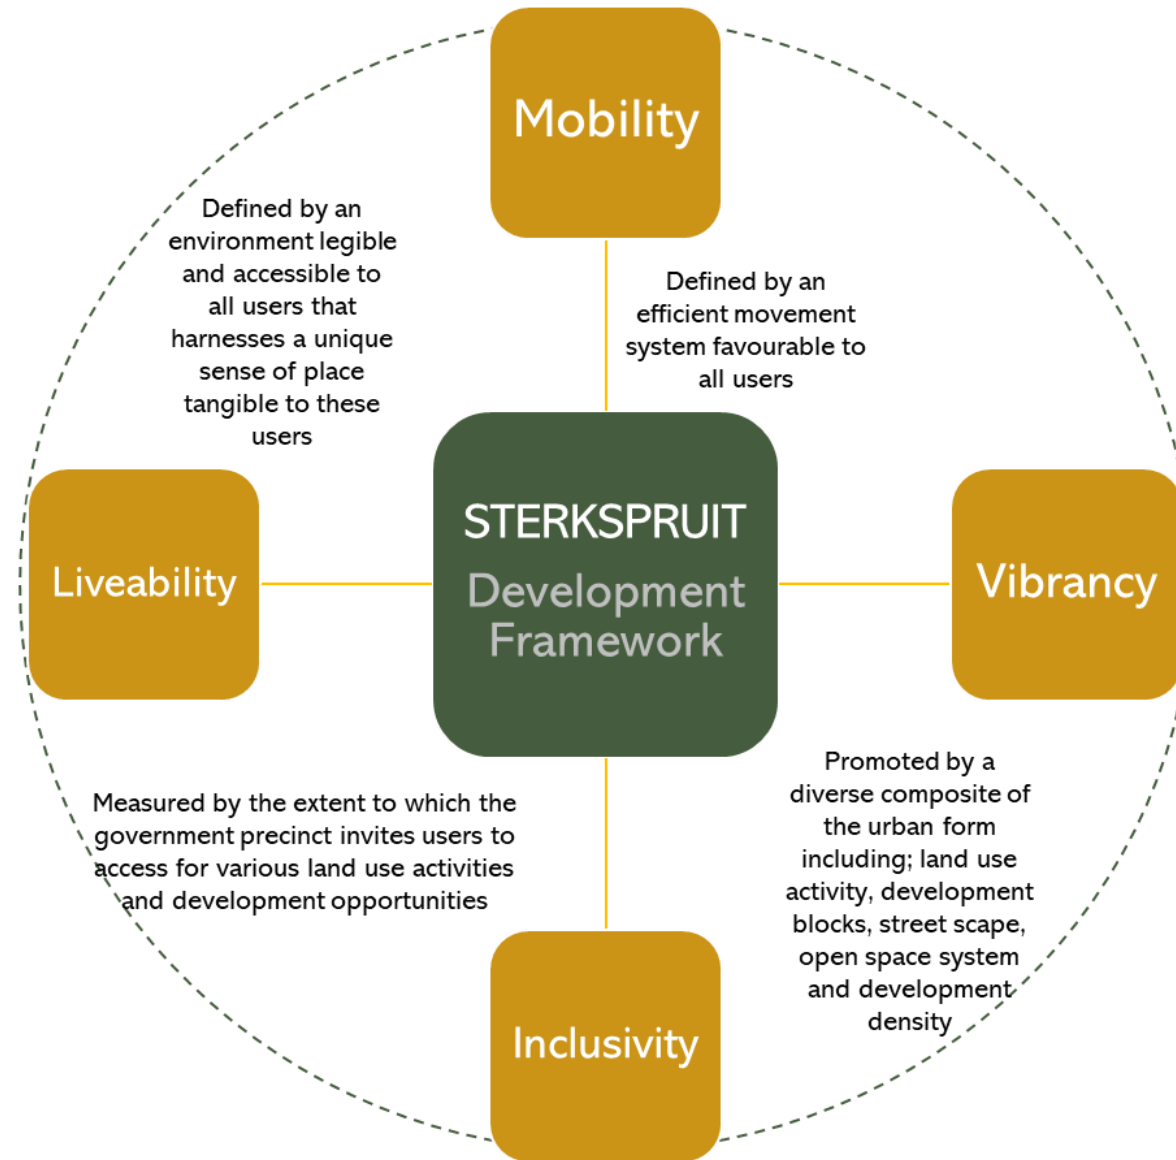 Mobility
Defined by an
environment legible
and accessible to
all users that
harnesses a unique
sense of place
tangible to these
users
Defined by an
efficient movement
system favourable to
all users
STERKSPRUIT
Development
Framework
Liveability
Vibrancy
Measured by the extent to which the
government precinct invites users to
access for various land use activities
and development opportunities
Promoted by a
diverse composite of
the urban form
including; land use
activity, development
blocks, street scape,
open space system
and development
density
Inclusivity